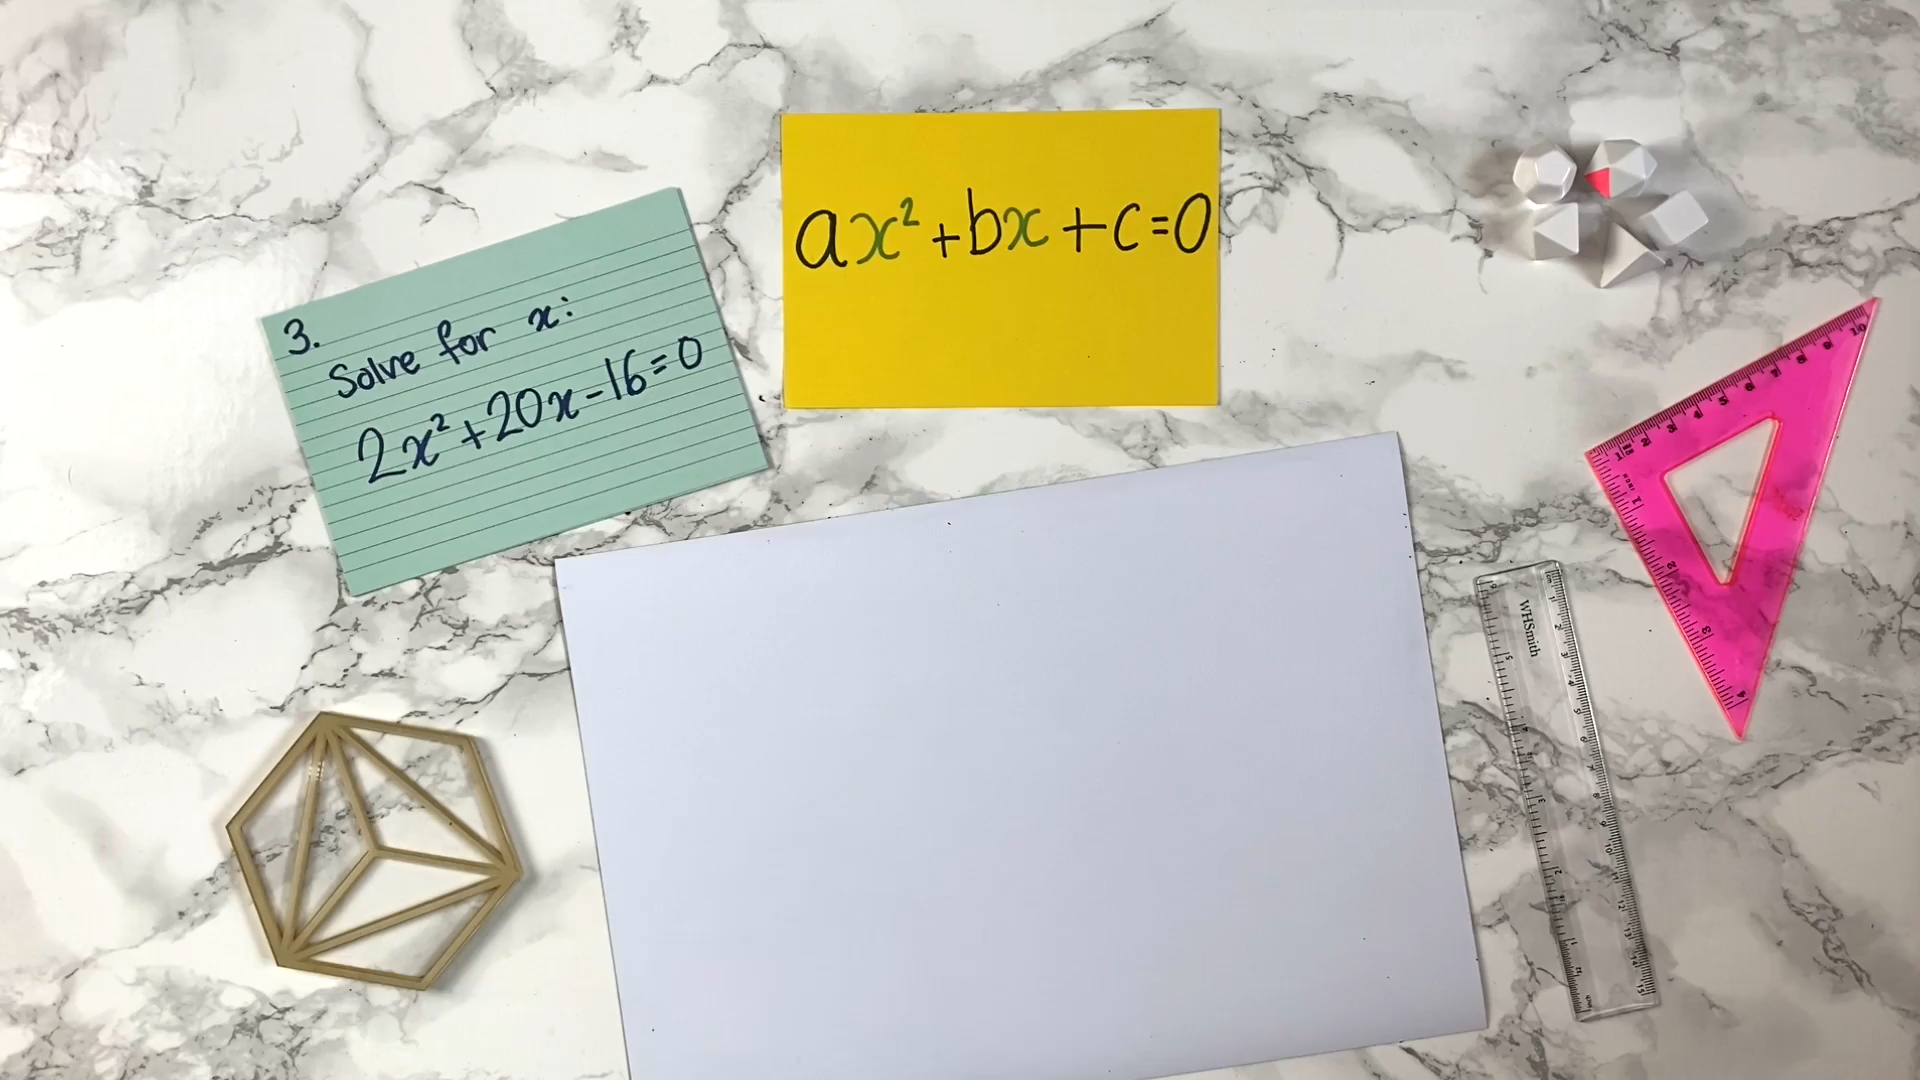 3.
Solve for x:
2x²+20x-16=0
ax²+bx+c=0
WHSmith